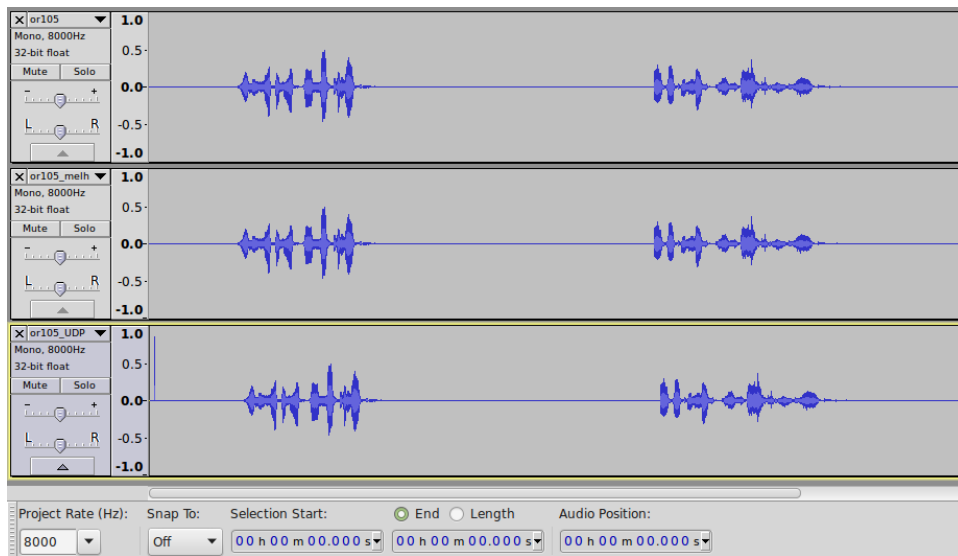 or105
Mono, 8000Hz
32-bit float
Mute Solo
- +
L R
1.0
0.5-
0.0-
-0.5-
-1.0
or105_melh
Mono, 8000Hz
32-bit float
Mute Solo
- +
L R
1.0
0.5-
0.0-
-0.5-
-1.0
or105_UDP
Mono, 8000Hz
32-bit float
Mute Solo
- +
L R
1.0
0.5-
0.0-
-0.5-
-1.0
Project Rate (Hz): Snap To: Selection Start: End Length Audio Position:
8000 Off 00 h 00 m 00.000 s 00 h 00 m 00.000 s 00 h 00 m 00.000 s